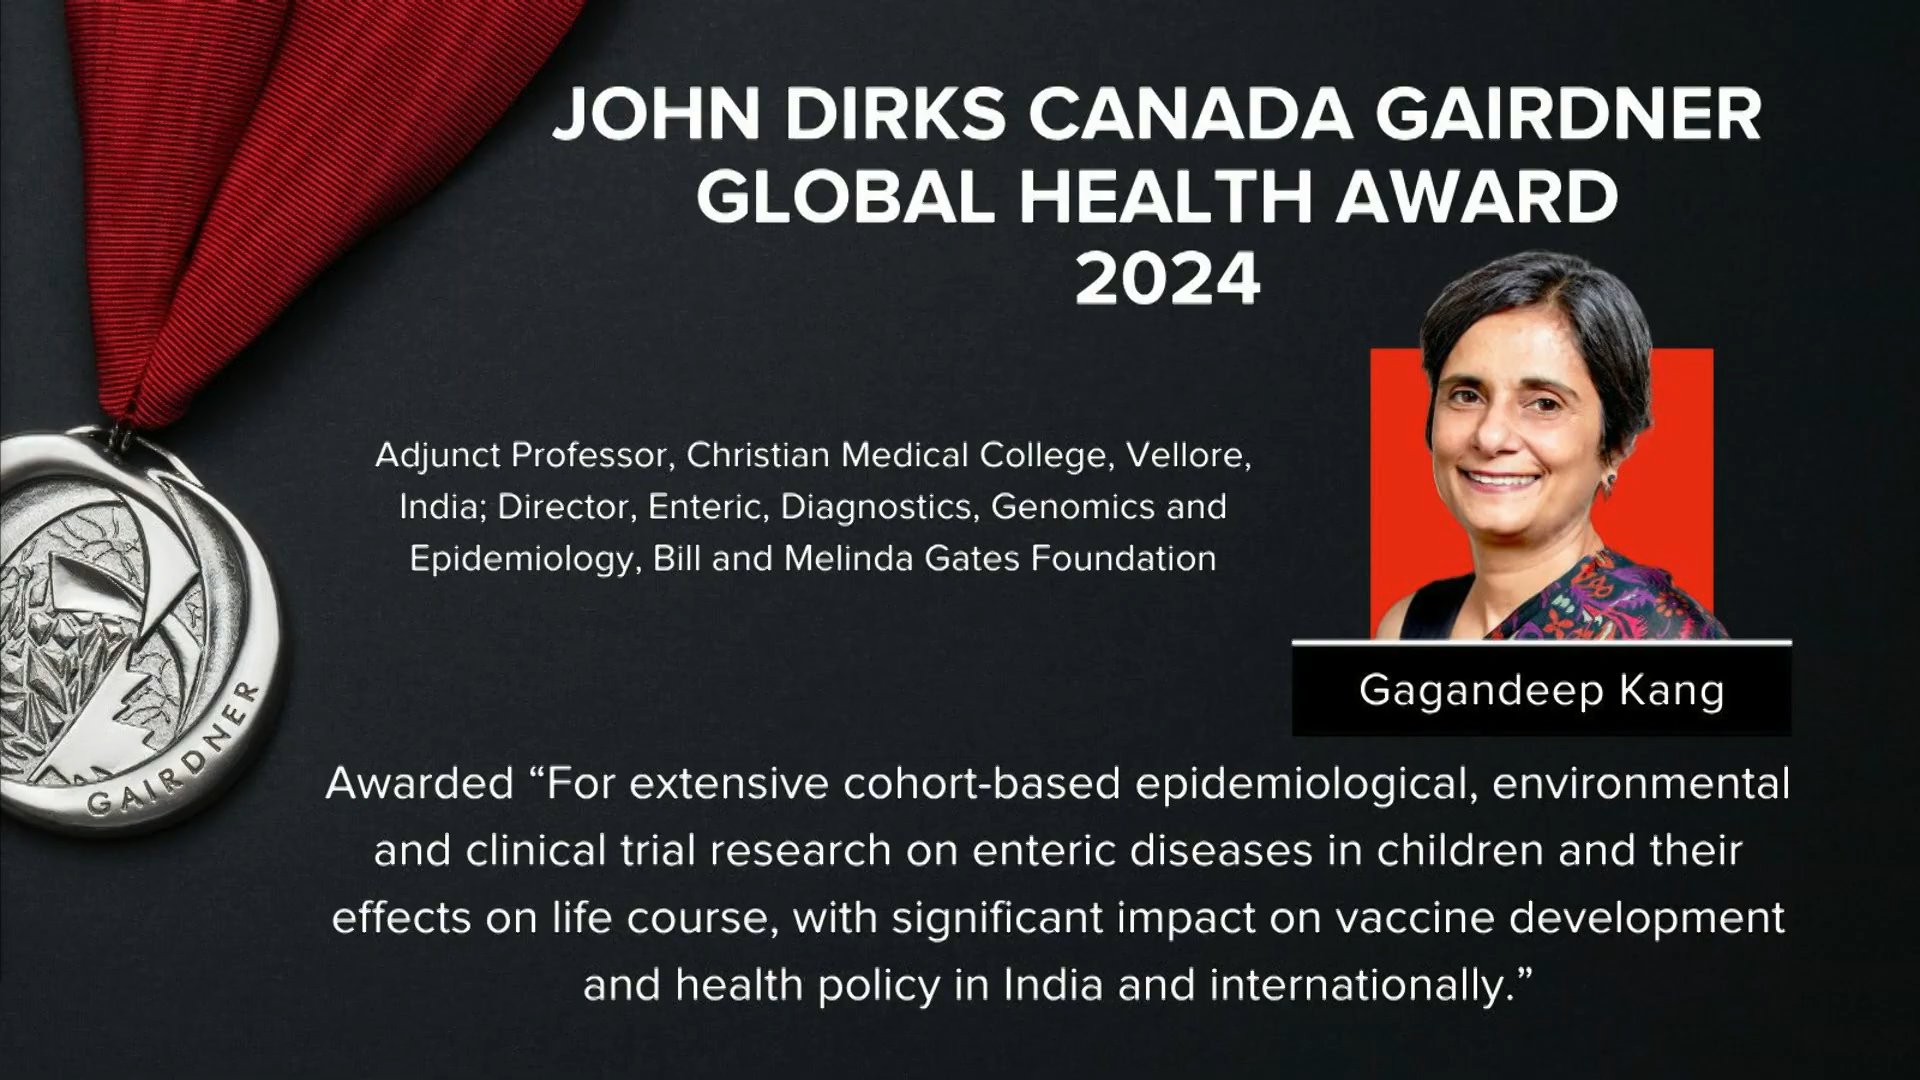 JOHN DIRKS CANADA GAIRDNER
GLOBAL HEALTH AWARD
2024
Adjunct Professor, Christian Medical College, Vellore,
India; Director, Enteric, Diagnostics, Genomics and
Epidemiology, Bill and Melinda Gates Foundation
Gagandeep Kang
GAIRDNER
Awarded “For extensive cohort-based epidemiological, environmental
and clinical trial research on enteric diseases in children and their
effects on life course, with significant impact on vaccine development
and health policy in India and internationally.”